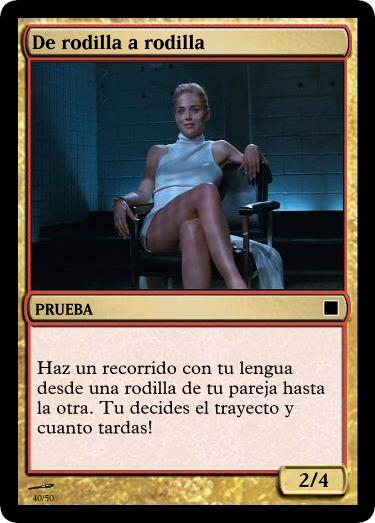 De rodilla a rodilla
PRUEBA
Haz un recorrido con tu lengua
desde una rodilla de tu pareja hasta
la otra. Tu decides el trayecto y
cuanto tardas!
2/4
40/50